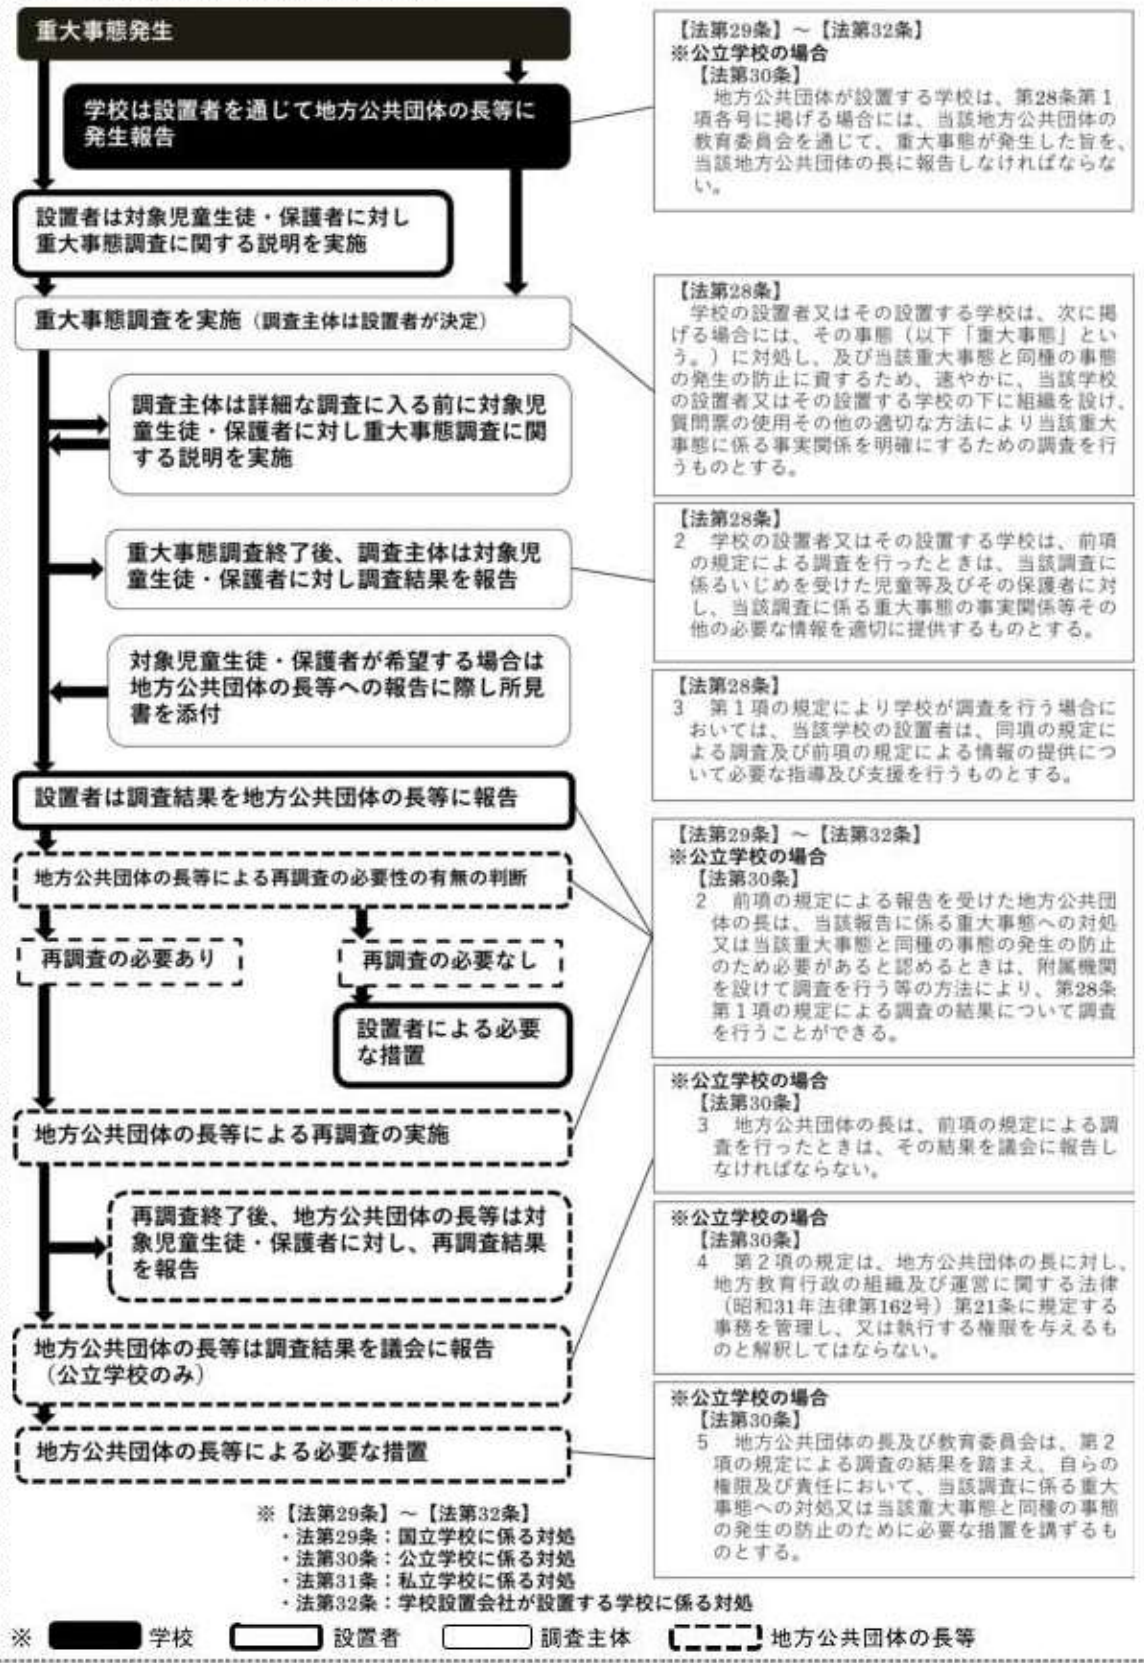 重大事態発生
学校は設置者を通じて地方公共団体の長等に
発生報告
設置者は対象児童生徒・保護者に対し
重大事態調査に関する説明を実施
重大事態調査を実施（調査主体は設置者が決定）
調査主体は詳細な調査に入る前に対象児
童生徒・保護者に対し重大事態調査に関
する説明を実施
重大事態調査終了後、調査主体は対象児
童生徒・保護者に対し調査結果を報告
対象児童生徒・保護者が希望する場合は
地方公共団体の長等への報告に際し所見
書を添付
設置者は調査結果を地方公共団体の長等に報告
地方公共団体の長等による再調査の必要性の有無の判断
再調査の必要あり
再調査の必要なし
設置者による必要
な措置
地方公共団体の長等による再調査の実施
再調査終了後、地方公共団体の長等は対
象児童生徒・保護者に対し、再調査結果
を報告
地方公共団体の長等は調査結果を議会に報告
（公立学校のみ）
地方公共団体の長等による必要な措置
【法第29条】～【法第32条】
※公立学校の場合
【法第30条】
地方公共団体が設置する学校は、第28条第１
項各号に掲げる場合には、当該地方公共団体の
教育委員会を通じて、重大事態が発生した旨を、
当該地方公共団体の長に報告しなければならな
い。
【法第28条】
学校の設置者又はその設置する学校は、次に掲
げる場合には、その事態（以下「重大事態」とい
う。）に対処し、及び当該重大事態と同種の事態
の発生の防止に資するため、速やかに、当該学校
の設置者又はその設置する学校の下に組織を設け、
質問票の使用その他の適切な方法により当該重大
事態に係る事実関係を明確にするための調査を行
うものとする。
【法第28条】
２　学校の設置者又はその設置する学校は、前項
の規定による調査を行ったときは、当該調査に
係るいじめを受けた児童等及びその保護者に対
し、当該調査に係る重大事態の事実関係等その
他の必要な情報を適切に提供するものとする。
【法第28条】
３　第１項の規定により学校が調査を行う場合に
おいては、当該学校の設置者は、同項の規定に
よる調査及び前項の規定による情報の提供につ
いて必要な指導及び支援を行うものとする。
【法第29条】～【法第32条】
※公立学校の場合
【法第30条】
２　前項の規定による報告を受けた地方公共団
体の長は、当該報告に係る重大事態への対処
又は当該重大事態と同種の事態の発生の防止
のため必要があると認めるときは、附属機関
を設けて調査を行う等の方法により、第28条
第１項の規定による調査の結果について調査
を行うことができる。
※公立学校の場合
【法第30条】
３　地方公共団体の長は、前項の規定による調
査を行ったときは、その結果を議会に報告し
なければならない。
※公立学校の場合
【法第30条】
４　第２項の規定は、地方公共団体の長に対し、
地方教育行政の組織及び運営に関する法律
（昭和31年法律第162号）第21条に規定する
事務を管理し、又は執行する権限を与えるも
のと解釈してはならない。
※公立学校の場合
【法第30条】
５　地方公共団体の長及び教育委員会は、第２
項の規定による調査の結果を踏まえ、自らの
権限及び責任において、当該調査に係る重大
事態への対処又は当該重大事態と同種の事態
の発生の防止のために必要な措置を講ずるも
のとする。
※【法第29条】～【法第32条】
・法第29条：国立学校に係る対処
・法第30条：公立学校に係る対処
・法第31条：私立学校に係る対処
・法第32条：学校設置会社が設置する学校に係る対処
※ 学校 設置者 調査主体 地方公共団体の長等